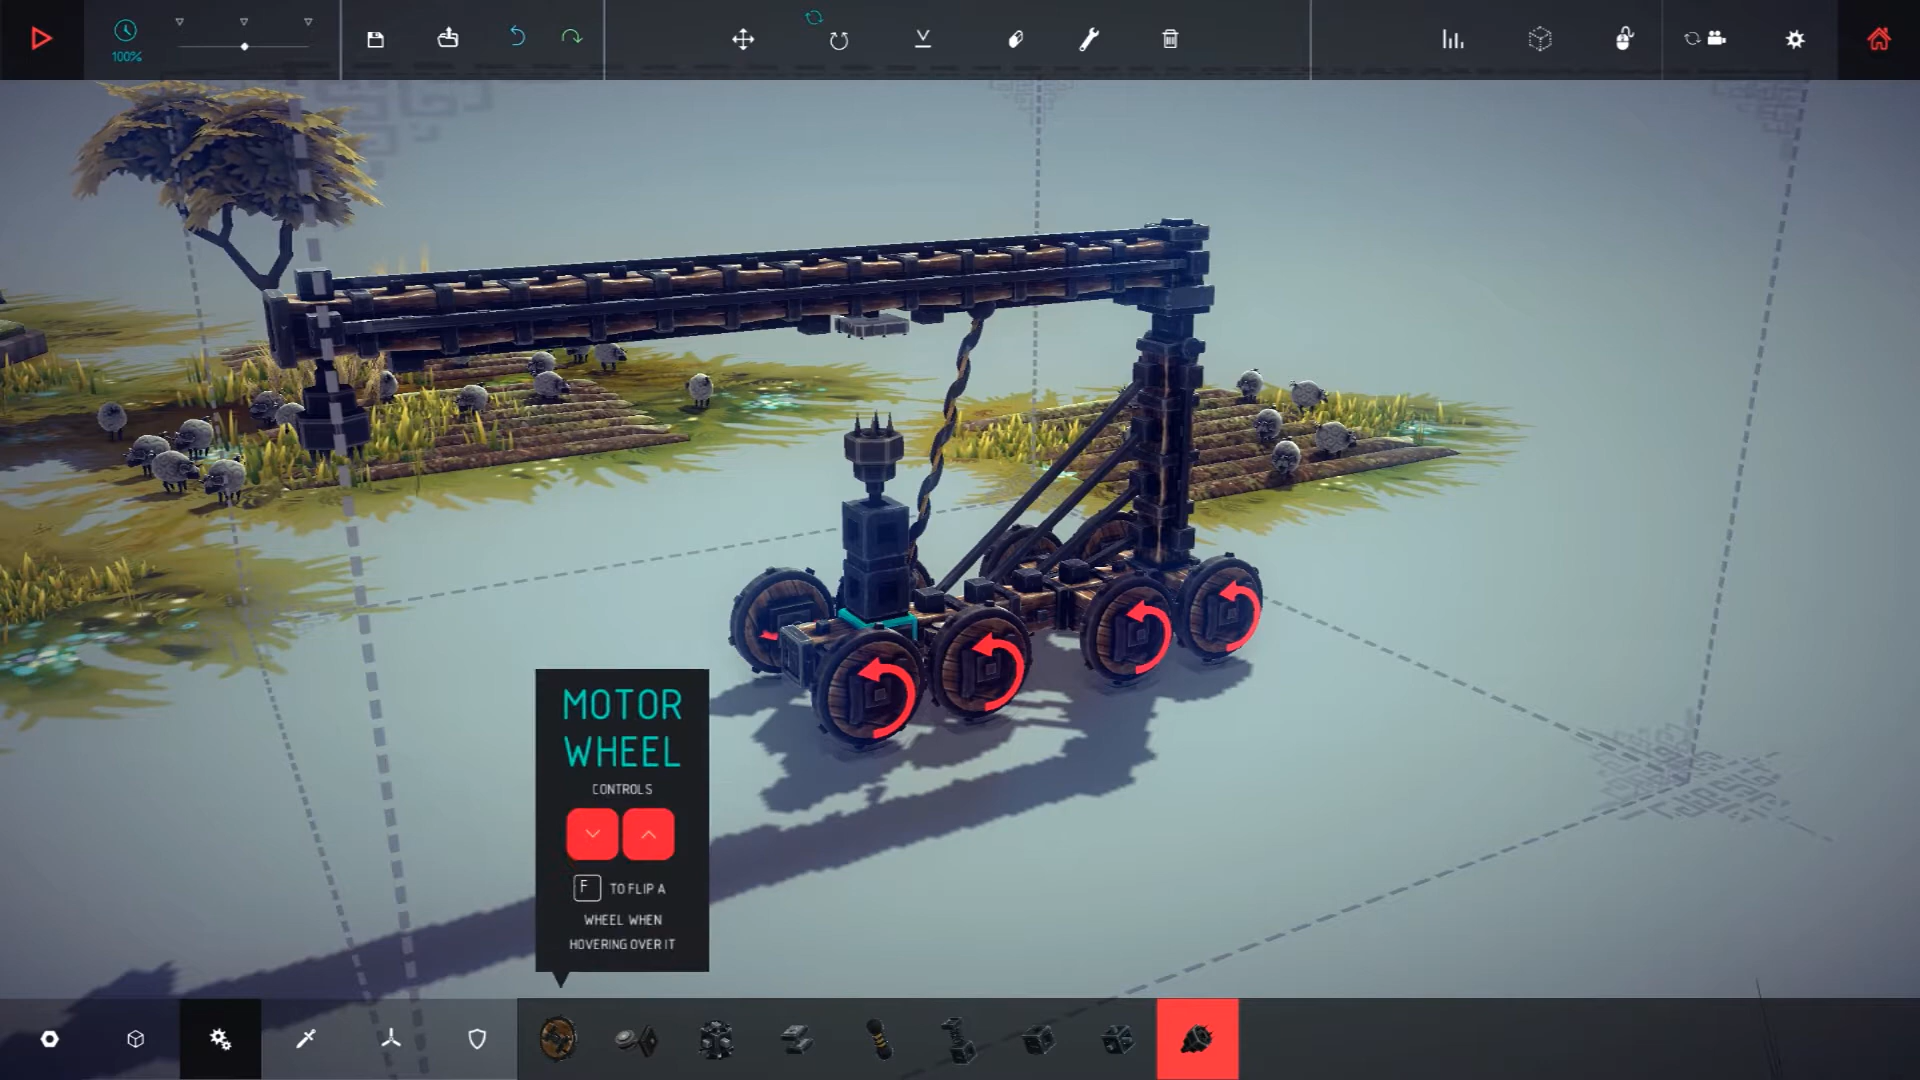 100%
MOTOR
WHEEL
CONTROLS
F TO FLIP A
WHEEL WHEN
HOVERING OVER IT